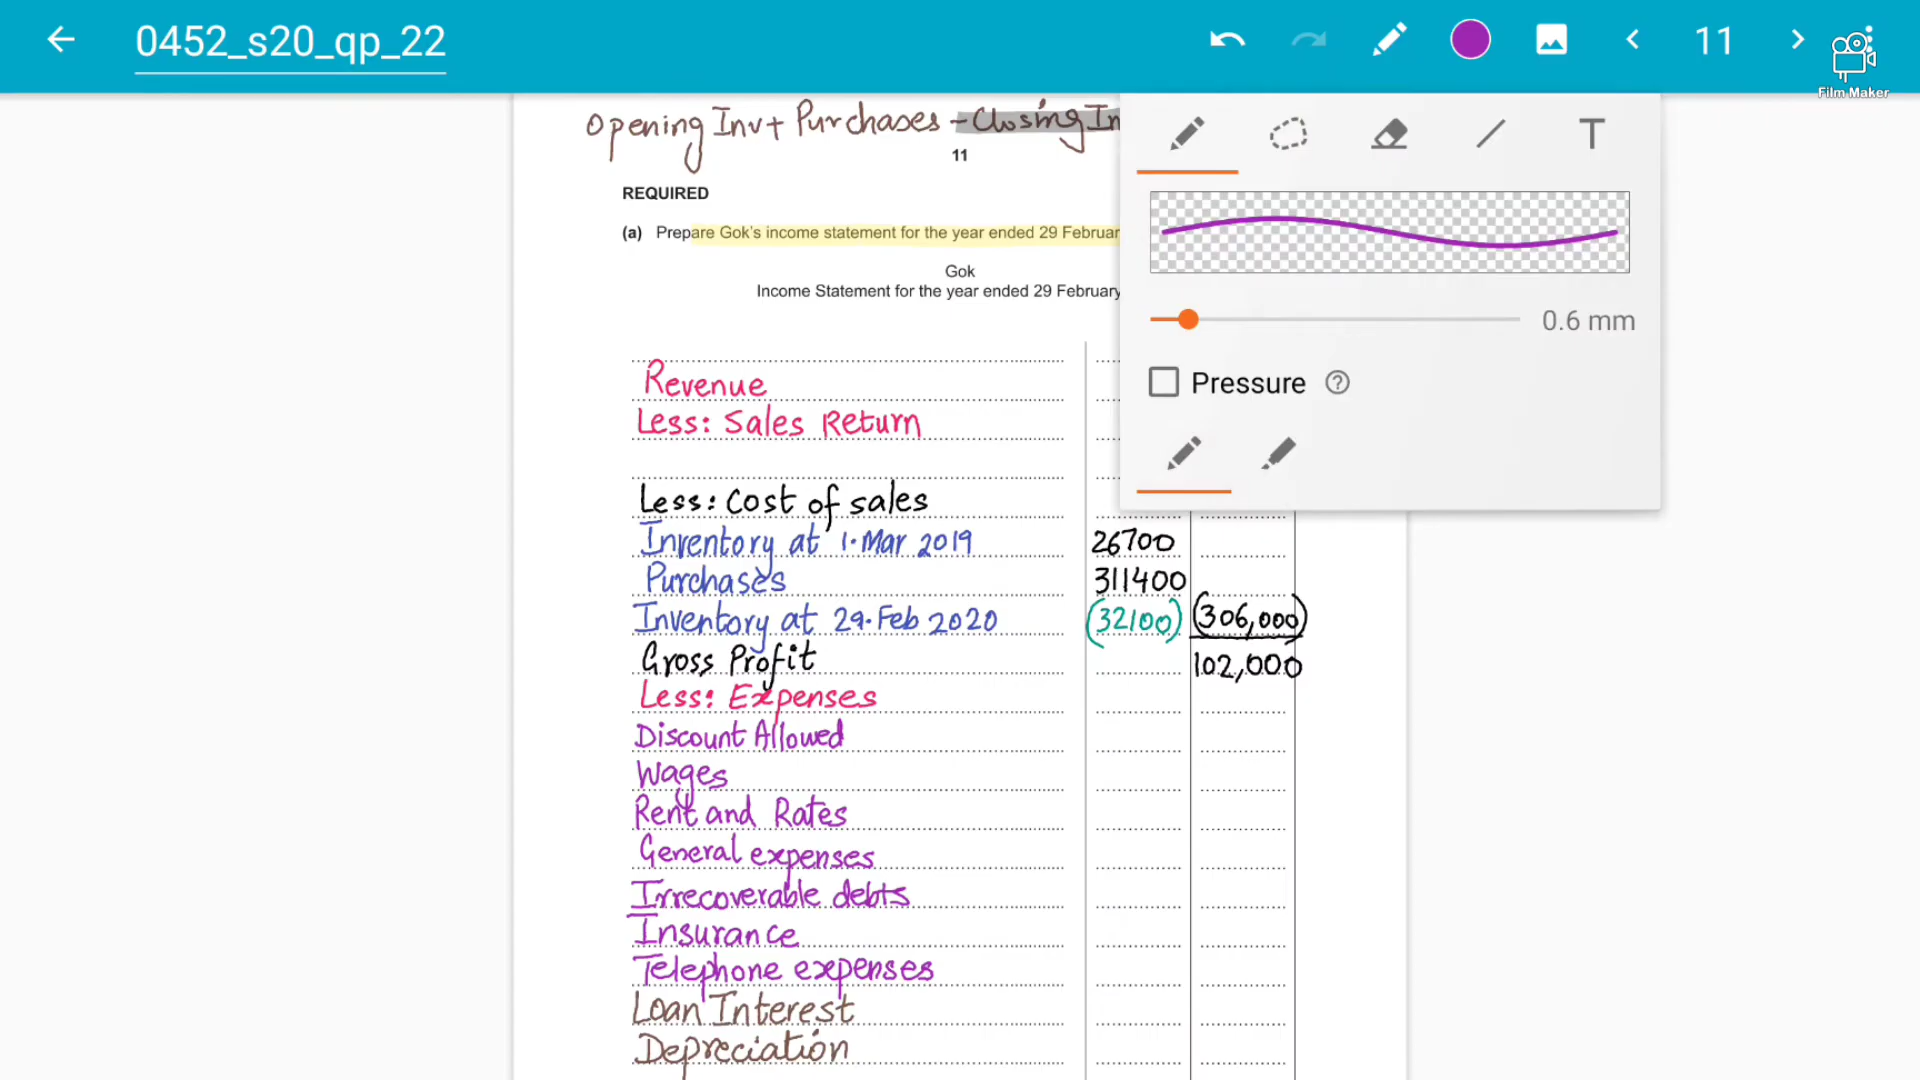 0452_s20_qp_22
11
Film Maker
Opening Inv + Purchases - Closing In
11
REQUIRED
(a) Prepare Gok's income statement for the year ended 29 Februar
Gok
Income Statement for the year ended 29 February
0.6 mm
Pressure
T
Revenue
Less: Sales Return
Less: Cost of sales
Inventory at 1.Mar 2019 26700
Purchases 311400
Inventory at 29.Feb 2020 (32100) (306,000)
Gross Profit 102,000
Less: Expenses
Discount Allowed
Wages
Rent and Rates
General expenses
Irrecoverable debts
Insurance
Telephone expenses
Loan Interest
Depreciation